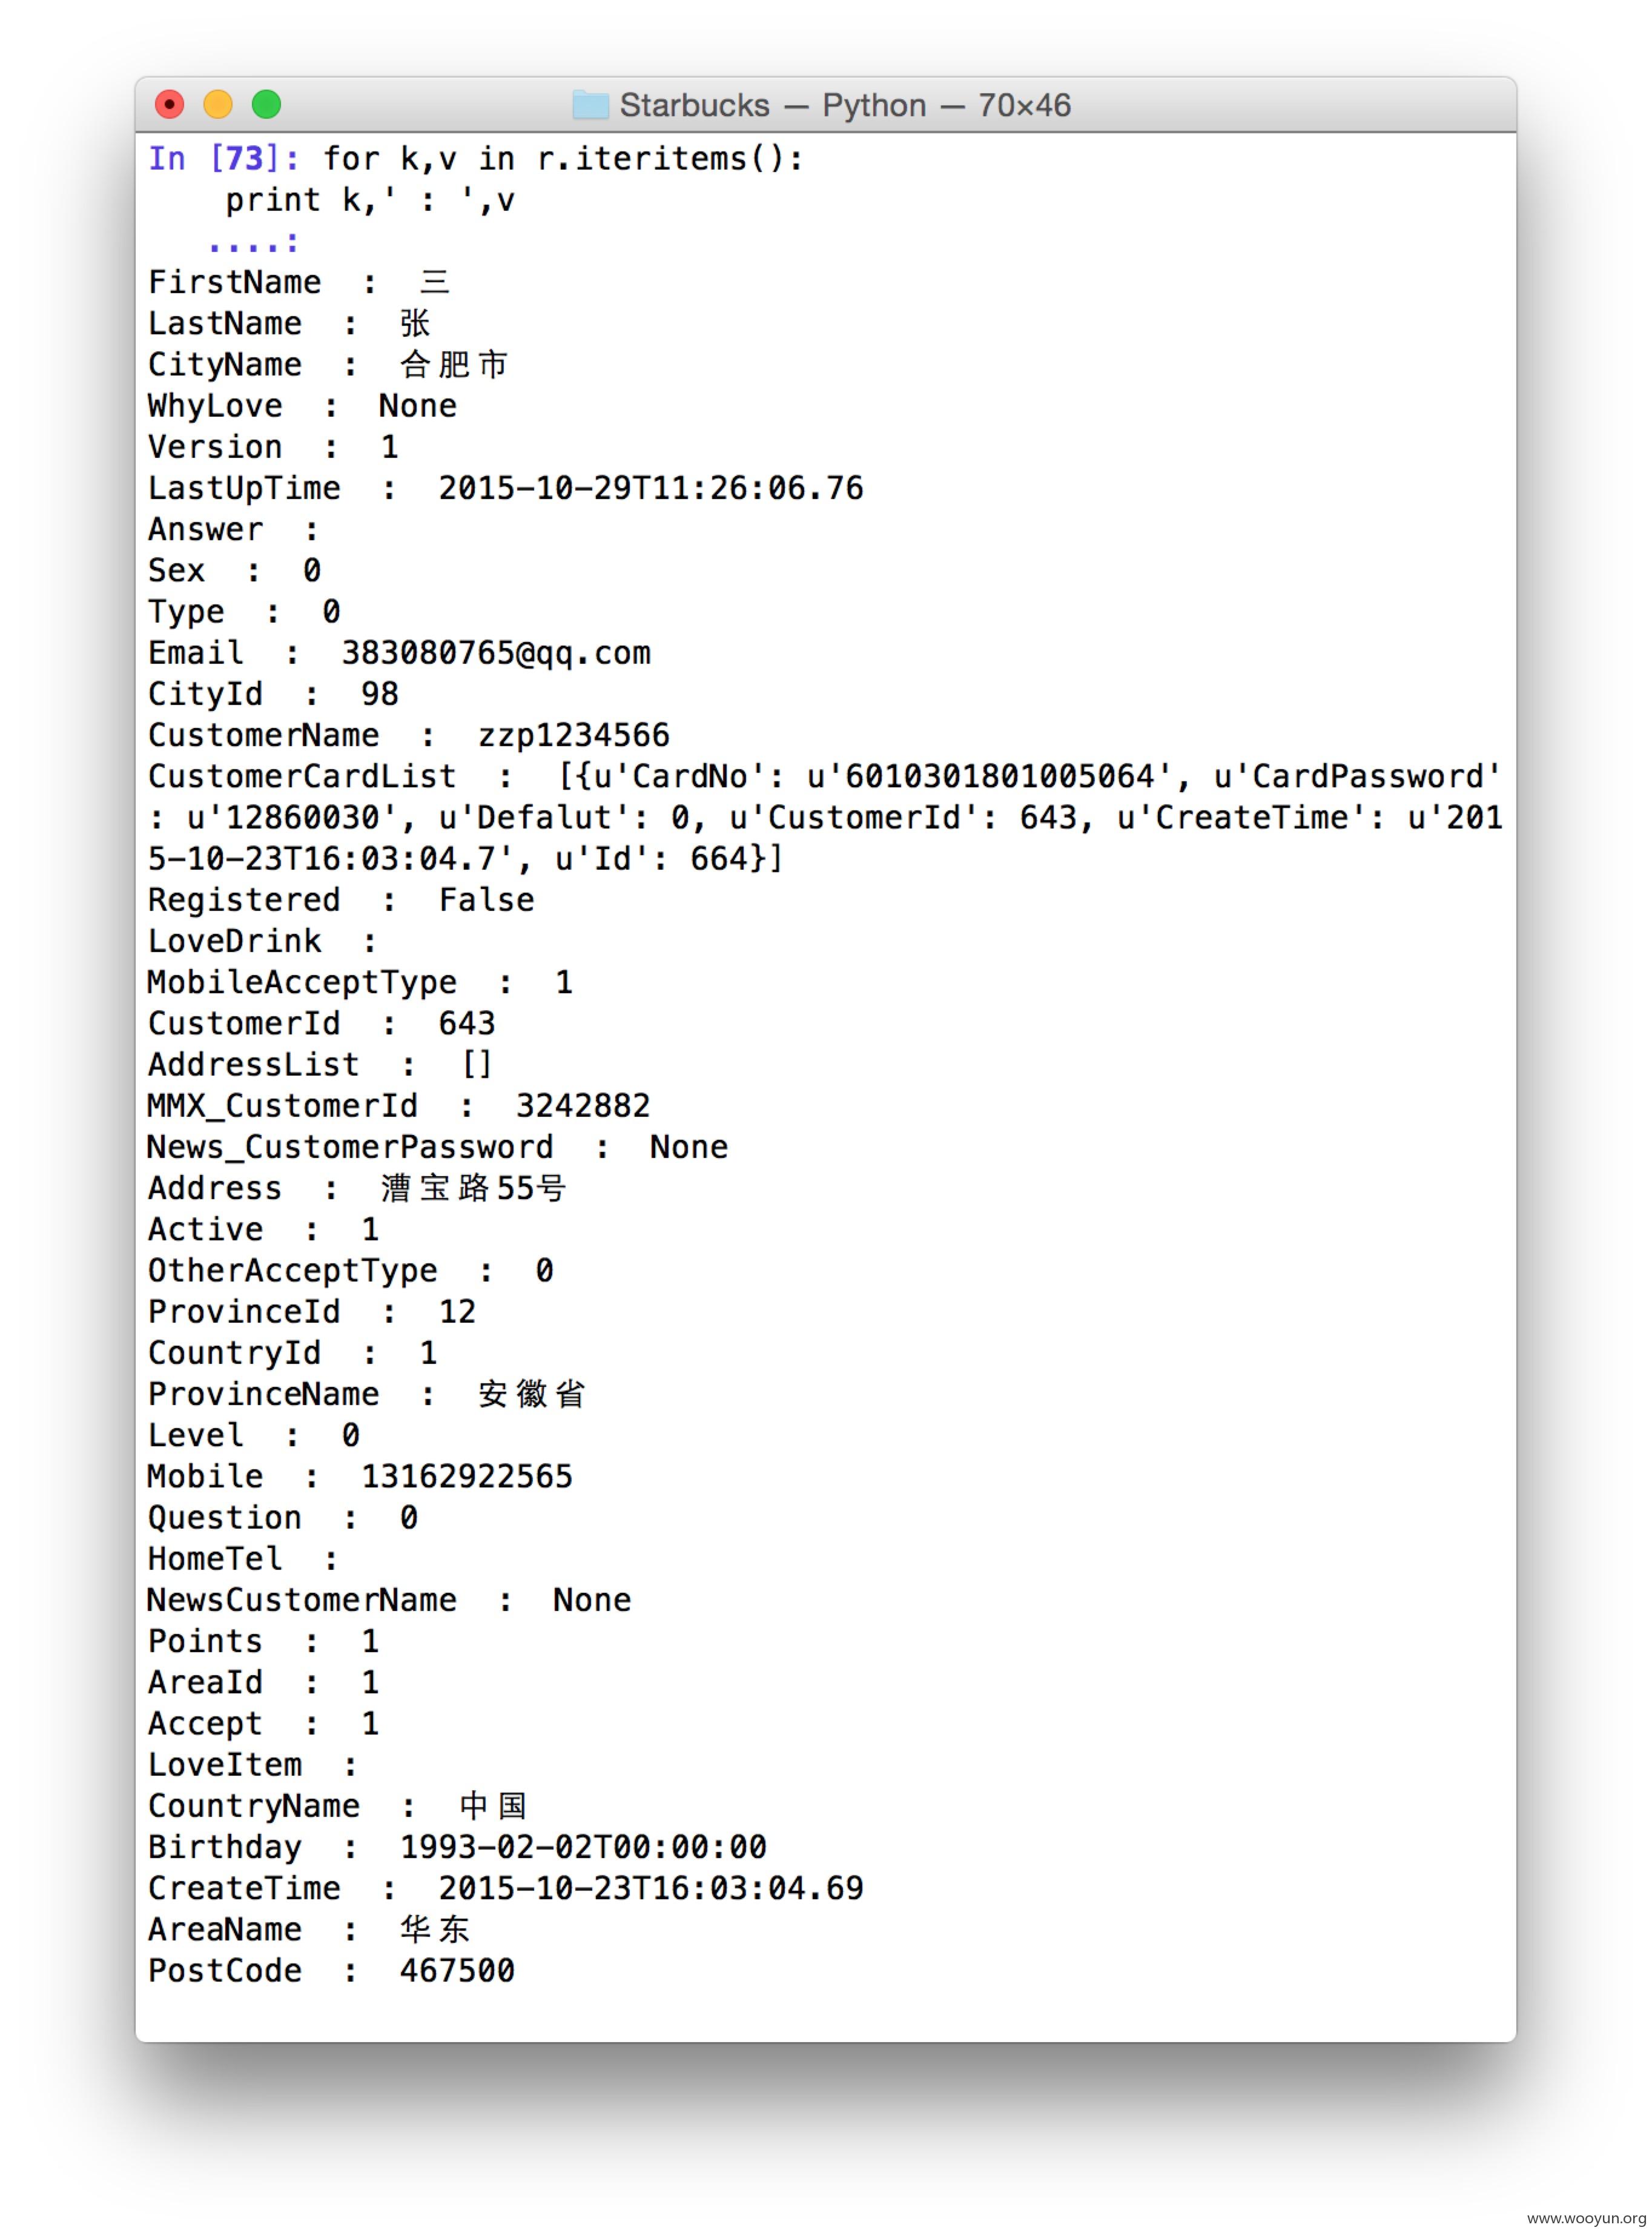 Starbucks — Python — 70×46
In [73]: for k,v in r.iteritems():
    print k,' : ',v
   ....:
FirstName  :  三
LastName  :  张
CityName  :  合肥市
WhyLove  :  None
Version  :  1
LastUpTime  :  2015-10-29T11:26:06.76
Answer  :
Sex  :  0
Type  :  0
Email  :  383080765@qq.com
CityId  :  98
CustomerName  :  zzp1234566
CustomerCardList  :  [{u'CardNo': u'6010301801005064', u'CardPassword'
: u'12860030', u'Defalut': 0, u'CustomerId': 643, u'CreateTime': u'201
5-10-23T16:03:04.7', u'Id': 664}]
Registered  :  False
LoveDrink  :
MobileAcceptType  :  1
CustomerId  :  643
AddressList  :  []
MMX_CustomerId  :  3242882
News_CustomerPassword  :  None
Address  :  漕宝路55号
Active  :  1
OtherAcceptType  :  0
ProvinceId  :  12
CountryId  :  1
ProvinceName  :  安徽省
Level  :  0
Mobile  :  13162922565
Question  :  0
HomeTel  :
NewsCustomerName  :  None
Points  :  1
AreaId  :  1
Accept  :  1
LoveItem  :
CountryName  :  中国
Birthday  :  1993-02-02T00:00:00
CreateTime  :  2015-10-23T16:03:04.69
AreaName  :  华东
PostCode  :  467500
www.wooyun.org